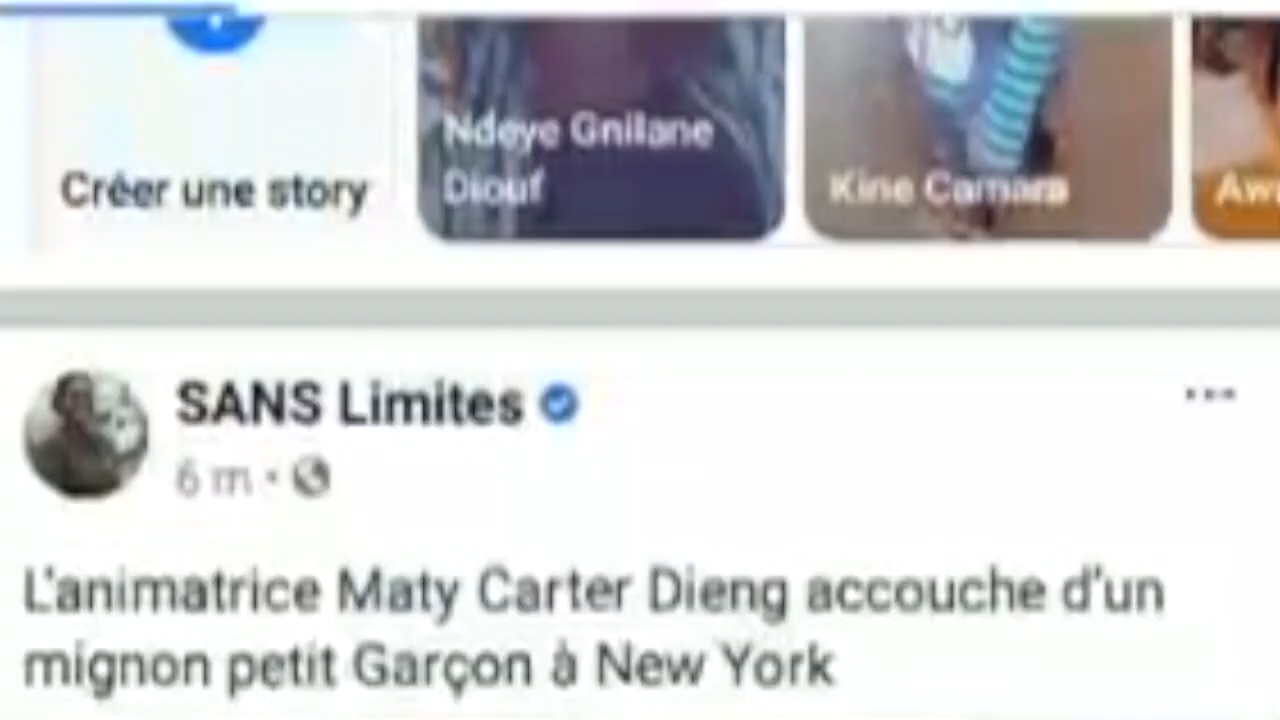 Créer une story
Ndeye Gnilane
Diouf
Kine Camara
Awa
SANS Limites
6 m
L'animatrice Maty Carter Dieng accouche d'un
mignon petit Garçon à New York